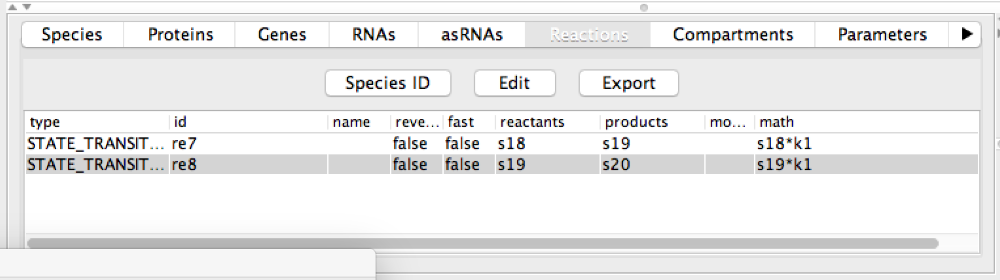 Species Proteins Genes RNAs asRNAs Reactions Compartments Parameters
Species ID Edit Export
type id name reve... fast reactants products mo... math
STATE_TRANSIT... re7 false false s18 s19 s18*k1
STATE_TRANSIT... re8 false false s19 s20 s19*k1